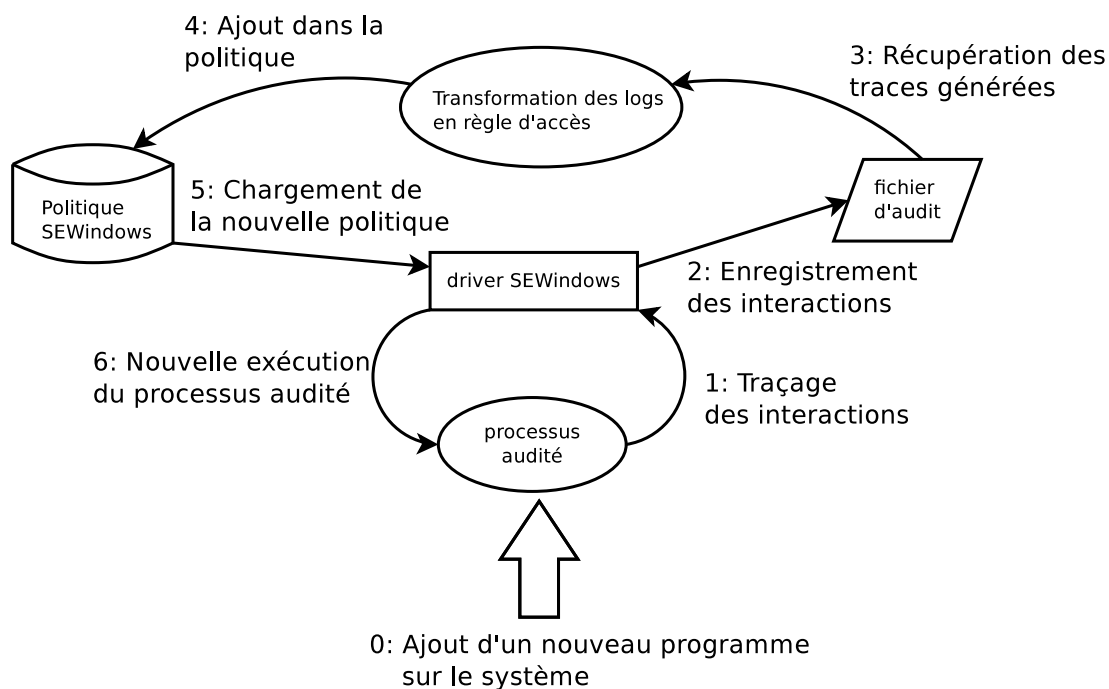 4: Ajout dans la
politique
3: Récupération des
traces générées
Transformation des logs
en règle d'accès
5: Chargement de
la nouvelle politique
Politique
SEWindows
fichier
d'audit
driver SEWindows
2: Enregistrement
des interactions
6: Nouvelle exécution
du processus audité
1: Traçage
des interactions
processus
audité
0: Ajout d'un nouveau programme
sur le système